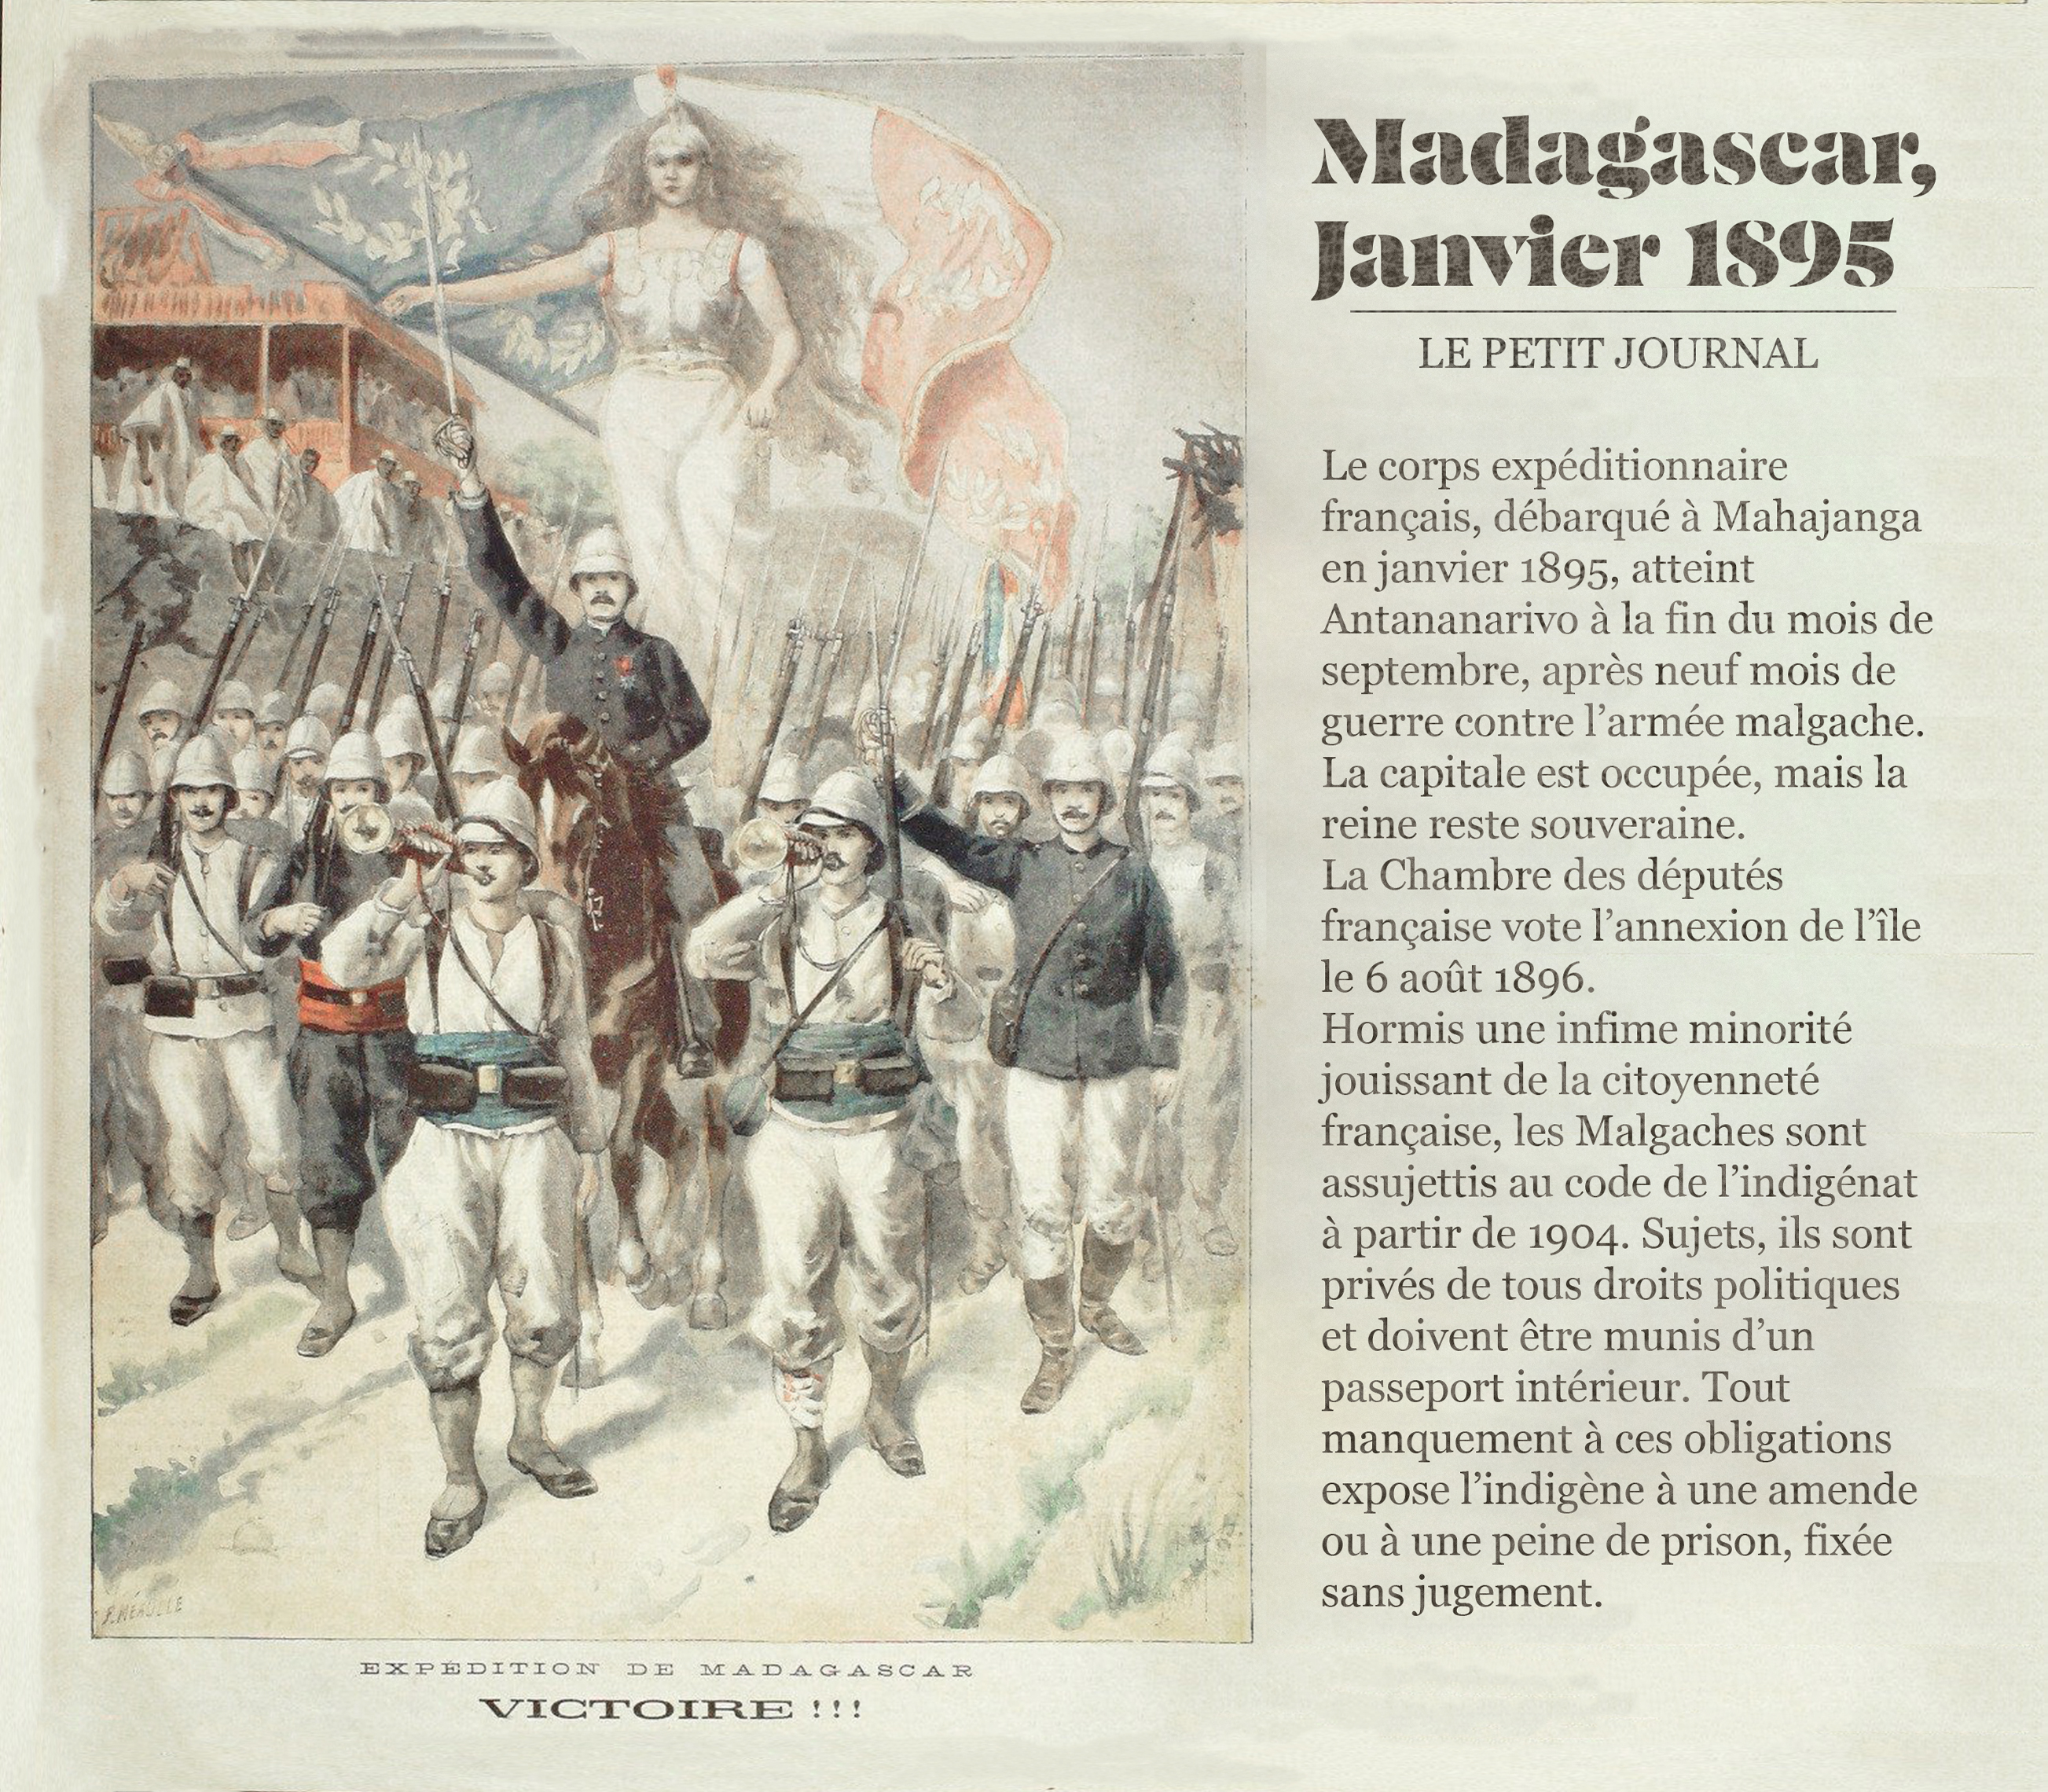 Madagascar,
Janvier 1895
LE PETIT JOURNAL
Le corps expéditionnaire
français, débarqué à Mahajanga
en janvier 1895, atteint
Antananarivo à la fin du mois de
septembre, après neuf mois de
guerre contre l'armée malgache.
La capitale est occupée, mais la
reine reste souveraine.
La Chambre des députés
française vote l'annexion de l'île
le 6 août 1896.
Hormis une infime minorité
jouissant de la citoyenneté
française, les Malgaches sont
assujettis au code de l'indigénat
à partir de 1904. Sujets, ils sont
privés de tous droits politiques
et doivent être munis d'un
passeport intérieur. Tout
manquement à ces obligations
expose l'indigène à une amende
ou à une peine de prison, fixée
sans jugement.
EXPÉDITION DE MADAGASCAR
VICTOIRE !!!